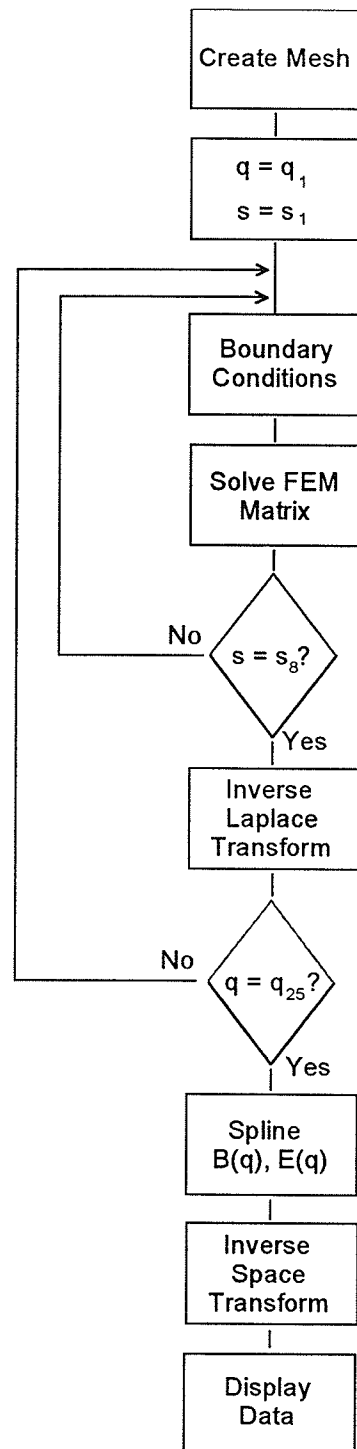 Create Mesh
q = q₁
s = s₁
Boundary
Conditions
Solve FEM
Matrix
No
s = s₈?
Yes
Inverse
Laplace
Transform
No
q = q₂₅?
Yes
Spline
B(q), E(q)
Inverse
Space
Transform
Display
Data